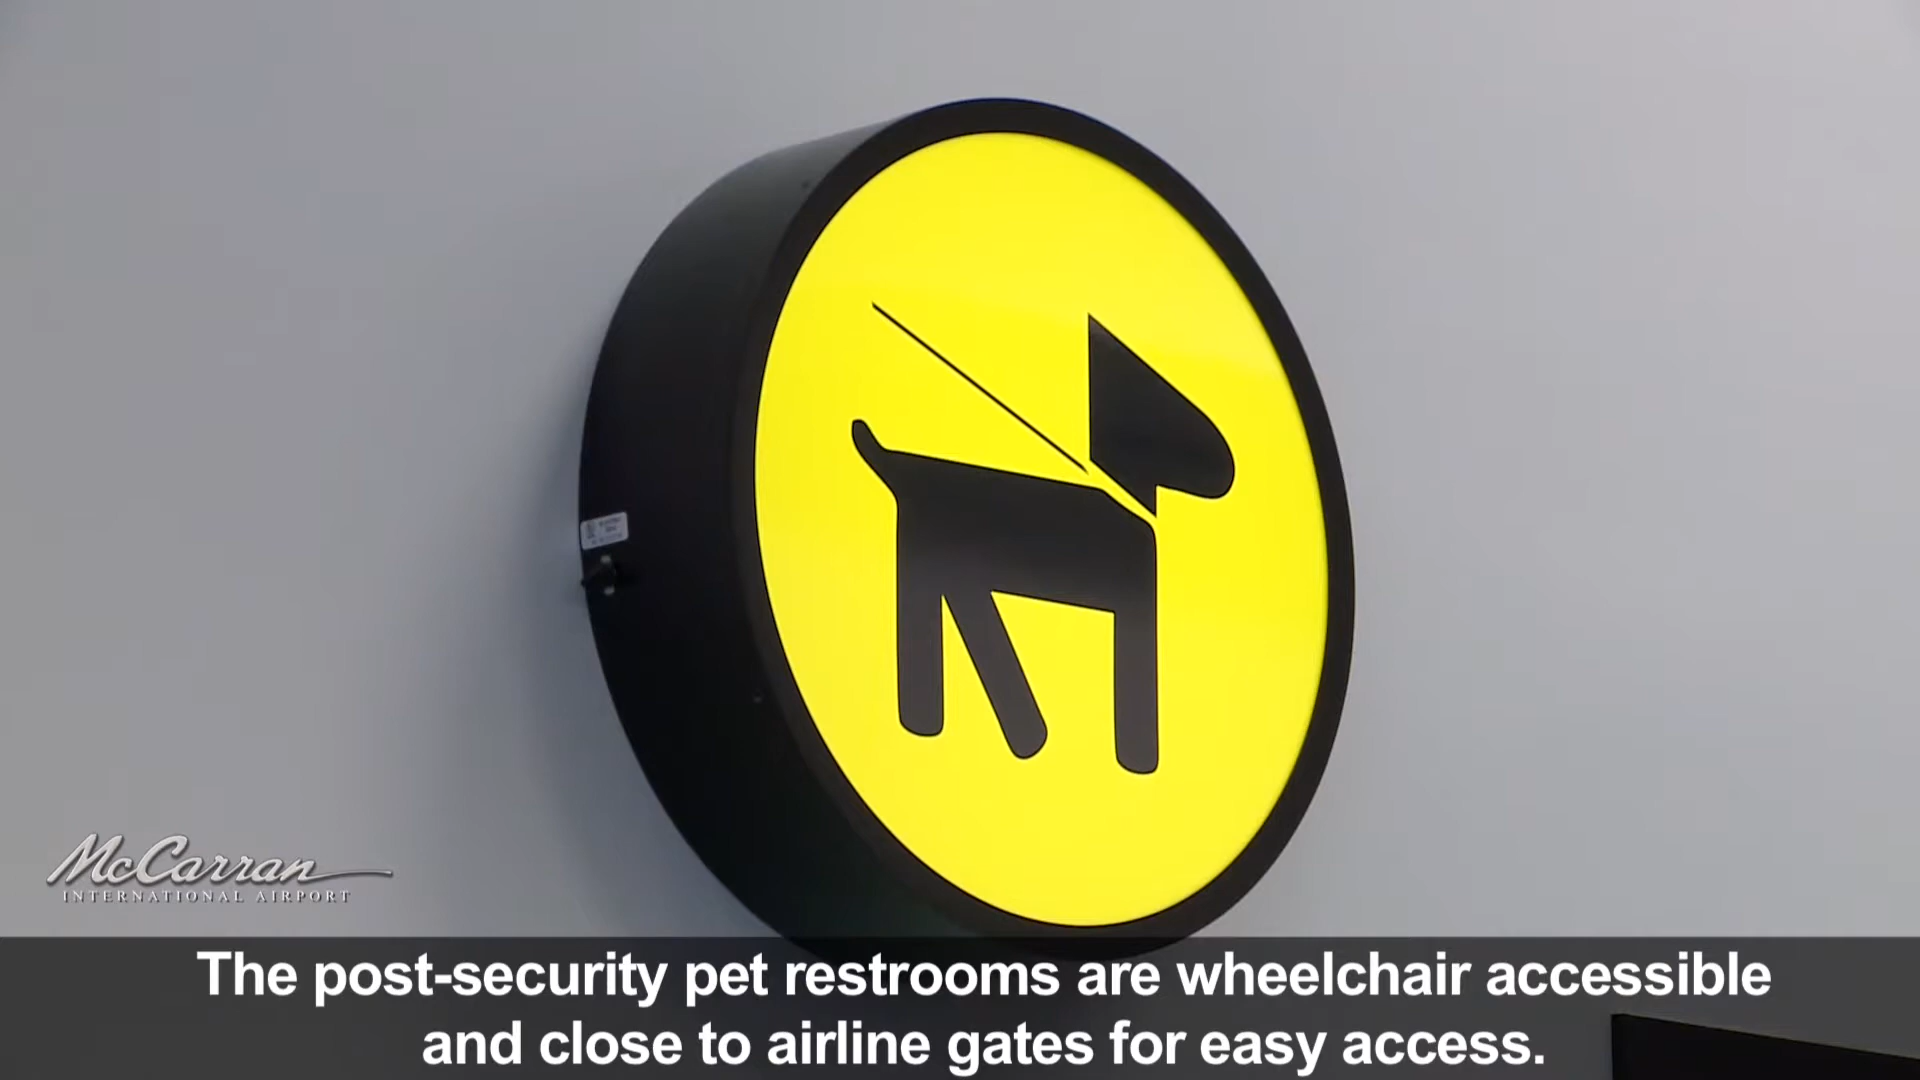 McCarran
INTERNATIONAL AIRPORT
The post-security pet restrooms are wheelchair accessible
and close to airline gates for easy access.